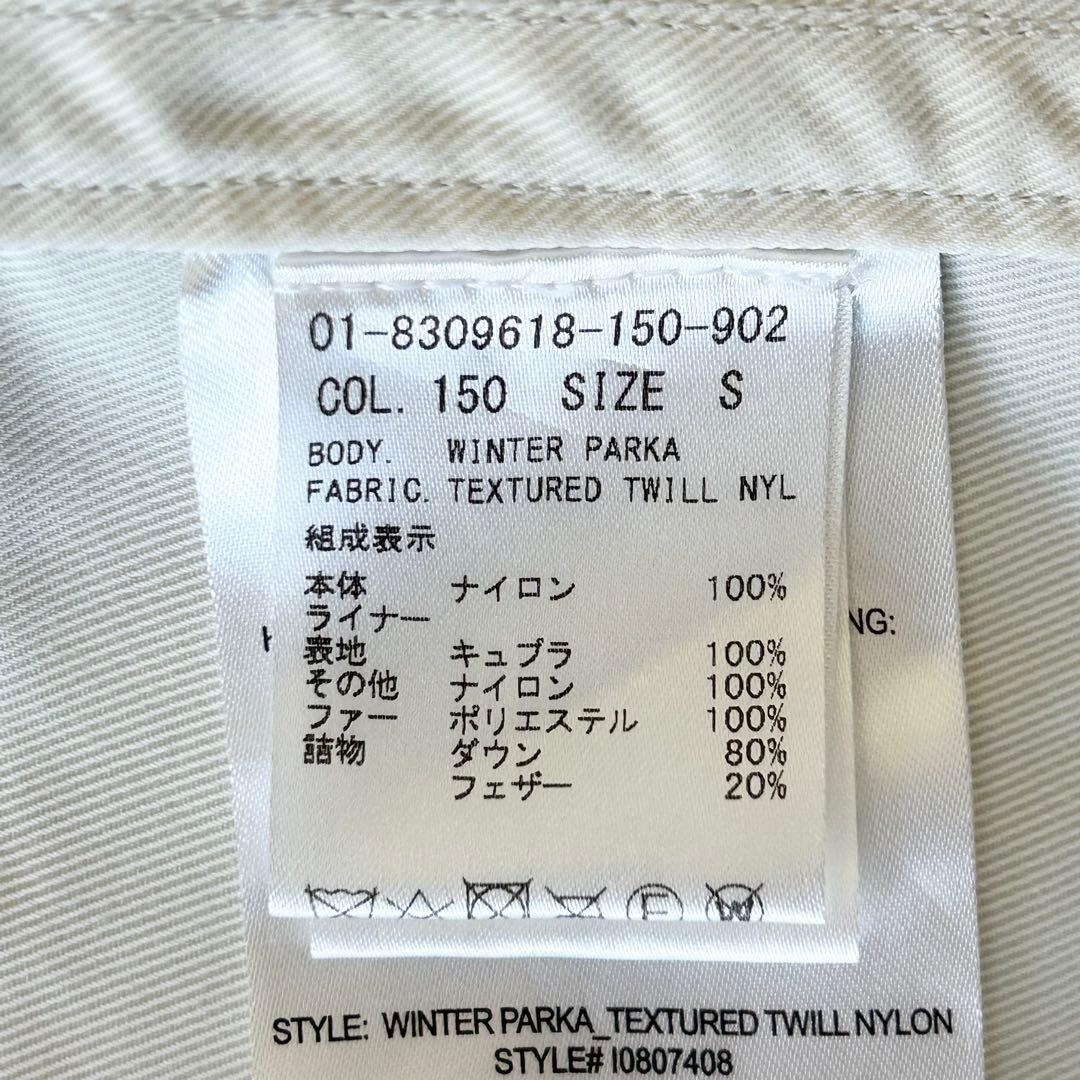 01-8309618-150-902
COL. 150 SIZE S
BODY. WINTER PARKA
FABRIC. TEXTURED TWILL NYL
組成表示
本体 ナイロン 100%
ライナー
表地 キュプラ 100%
その他 ナイロン 100%
ファー ポリエステル 100%
詰物 ダウン 80%
フェザー 20%
F
W
NG:
STYLE: WINTER PARKA_TEXTURED TWILL NYLON
STYLE# I0807408